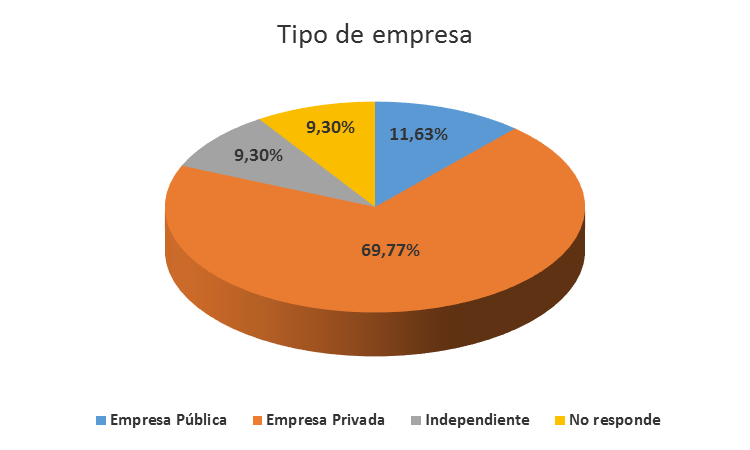 Tipo de empresa
9,30%
11,63%
9,30%
69,77%
Empresa Pública
Empresa Privada
Independiente
No responde